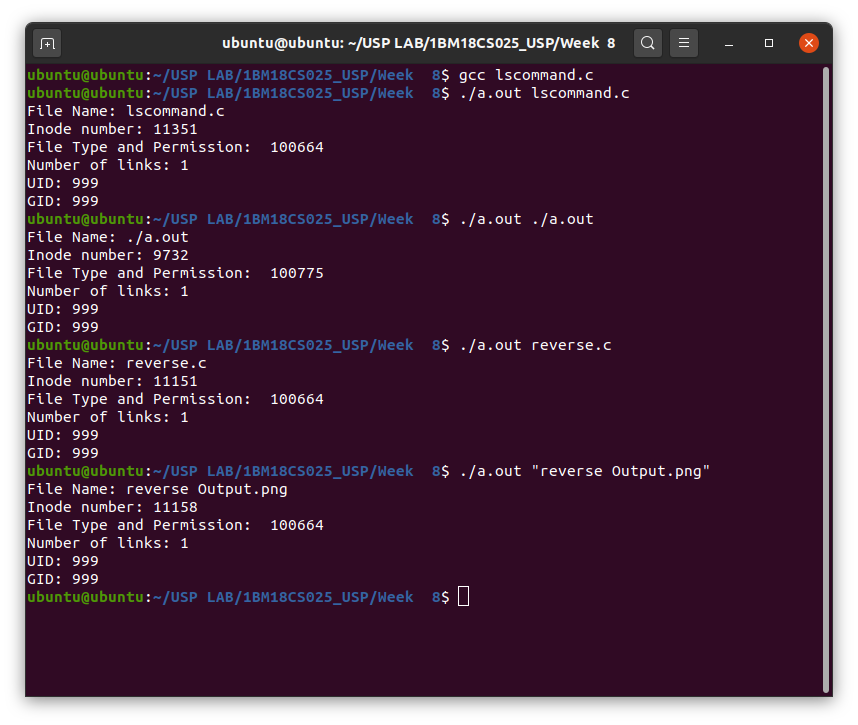 ubuntu@ubuntu: ~/USP LAB/1BM18CS025_USP/Week  8
ubuntu@ubuntu:~/USP LAB/1BM18CS025_USP/Week  8$ gcc lscommand.c
ubuntu@ubuntu:~/USP LAB/1BM18CS025_USP/Week  8$ ./a.out lscommand.c
File Name: lscommand.c
Inode number: 11351
File Type and Permission:  100664
Number of links: 1
UID: 999
GID: 999
ubuntu@ubuntu:~/USP LAB/1BM18CS025_USP/Week  8$ ./a.out ./a.out
File Name: ./a.out
Inode number: 9732
File Type and Permission:  100775
Number of links: 1
UID: 999
GID: 999
ubuntu@ubuntu:~/USP LAB/1BM18CS025_USP/Week  8$ ./a.out reverse.c
File Name: reverse.c
Inode number: 11151
File Type and Permission:  100664
Number of links: 1
UID: 999
GID: 999
ubuntu@ubuntu:~/USP LAB/1BM18CS025_USP/Week  8$ ./a.out "reverse Output.png"
File Name: reverse Output.png
Inode number: 11158
File Type and Permission:  100664
Number of links: 1
UID: 999
GID: 999
ubuntu@ubuntu:~/USP LAB/1BM18CS025_USP/Week  8$